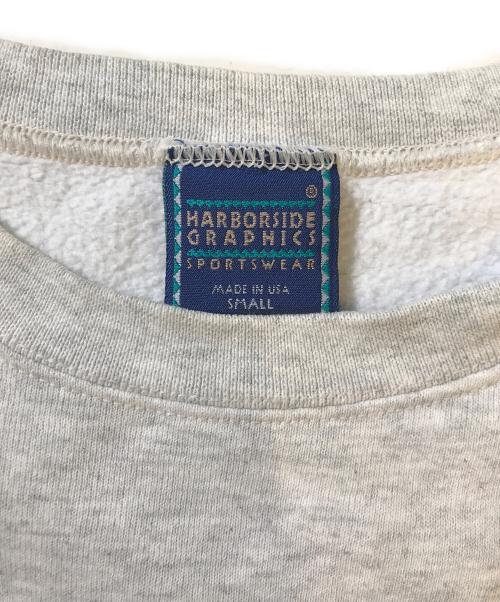 ®
HARBORSIDE
GRAPHICS
SPORTSWEAR
MADE IN USA
SMALL